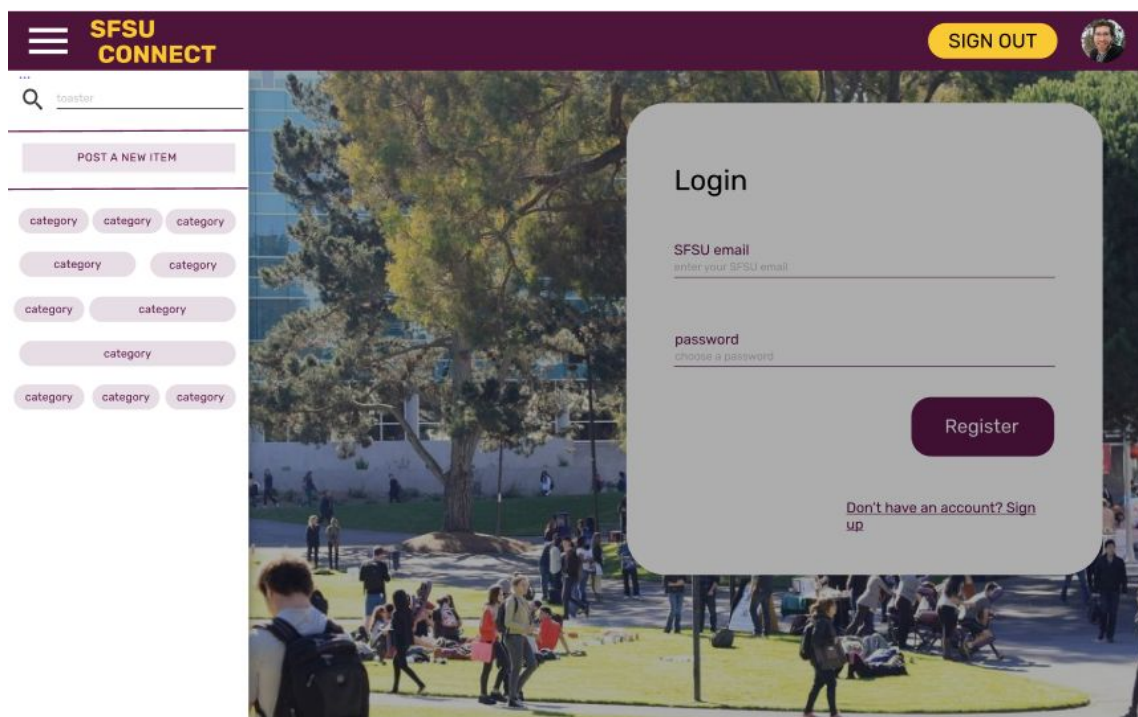 SFSU
CONNECT
SIGN OUT
...
toaster
POST A NEW ITEM
category category category
category category
category category
category
category category category
Login
SFSU email
enter your SFSU email
password
choose a password
Register
Don't have an account? Sign
up